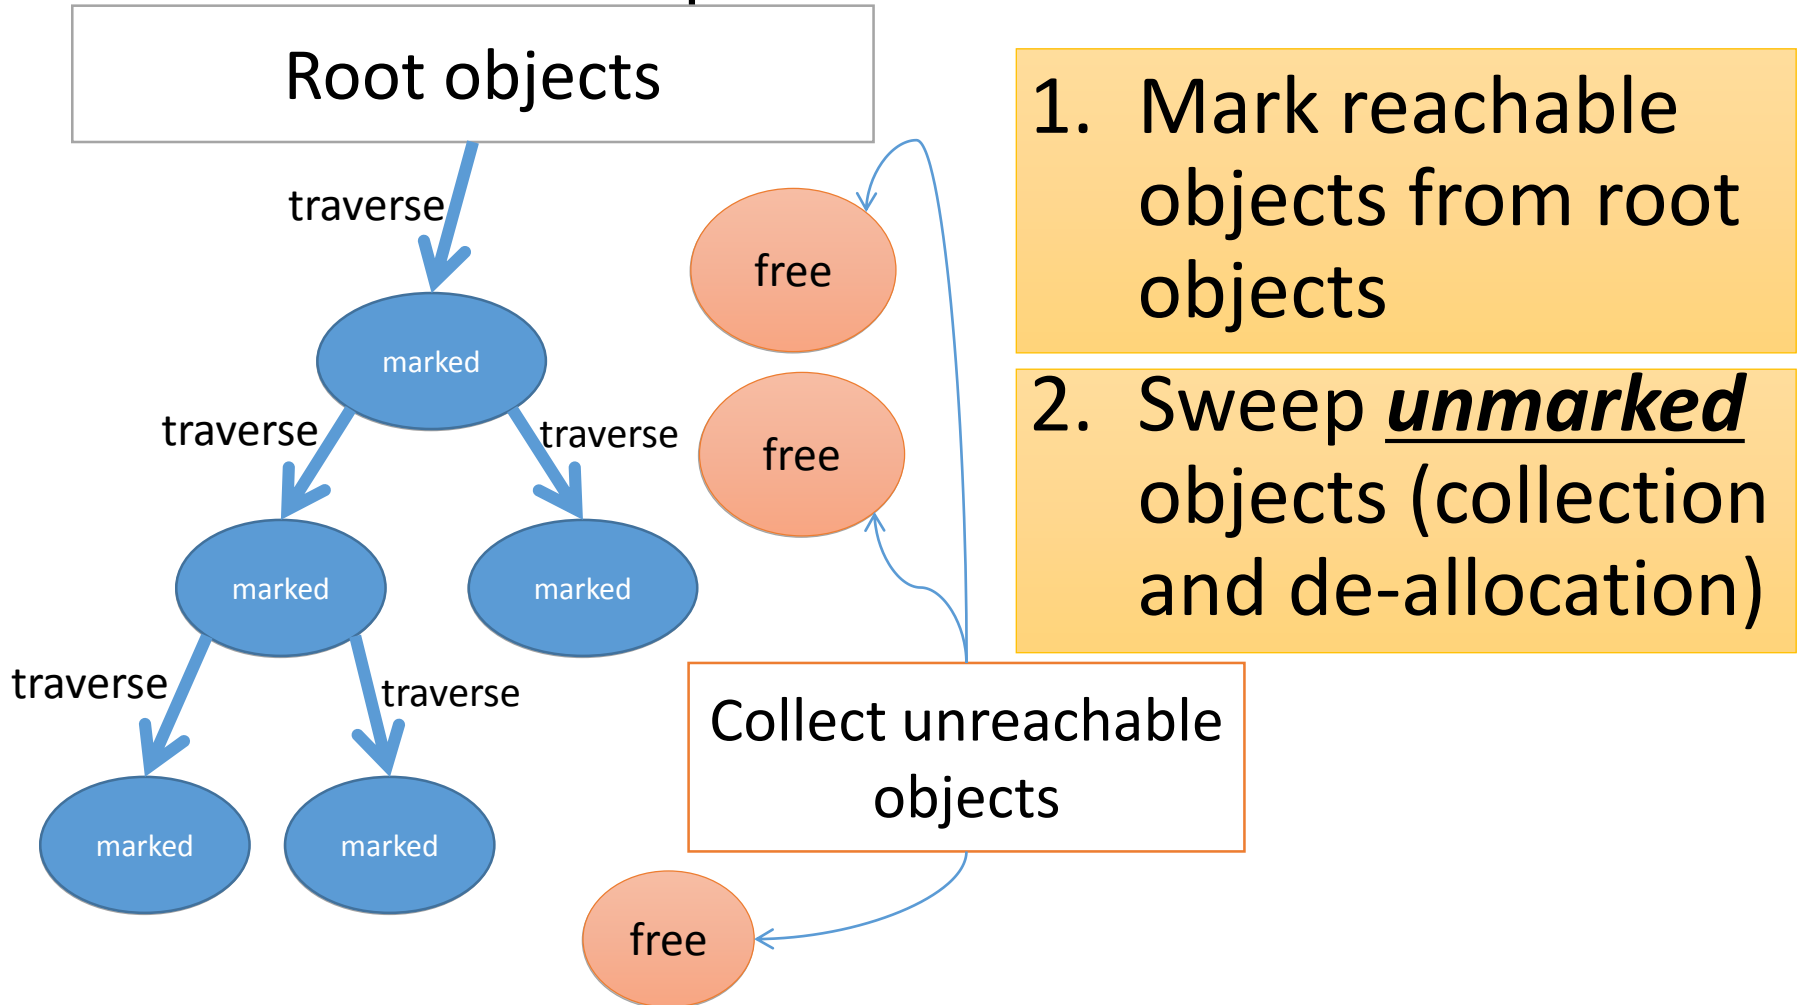 Root objects
traverse
marked
traverse
traverse
marked
marked
traverse
traverse
marked
marked
free
free
Collect unreachable
objects
free
1. Mark reachable
objects from root
objects
2. Sweep unmarked
objects (collection
and de-allocation)